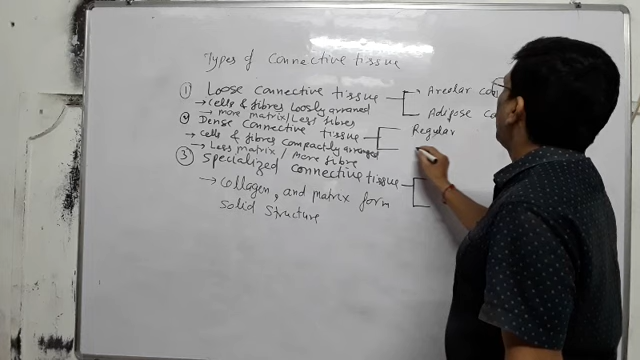 Types of Connective tissue
① Loose Connective tissue
Areolar con
→ Cells & fibres Loosly arranged
Adipose co
→ more matrix/Less fibres
② Dense Connective tissue
Regular
→ Cells & fibres Compactly arranged
→ Less matrix / More fibre
③ Specialized Connective tissue
→ Collagen, and matrix form
solid structure